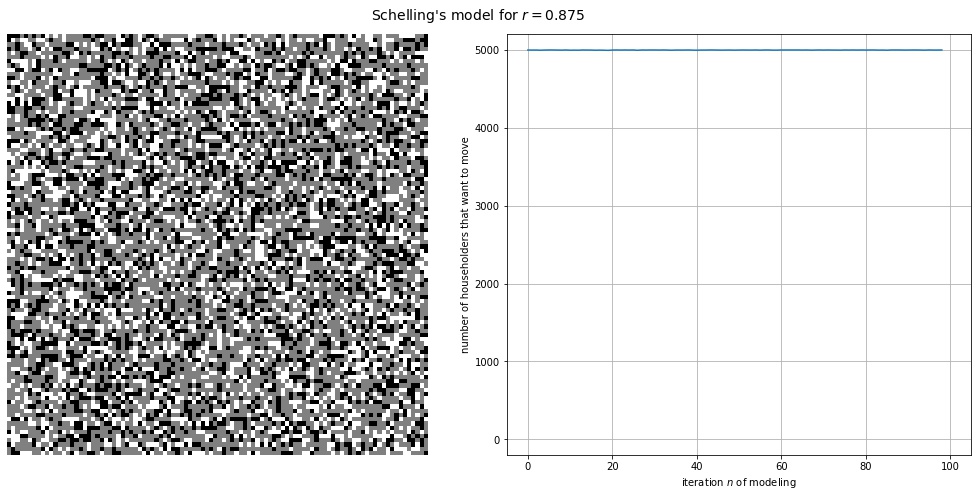 Schelling's model for r = 0.875
number of householders that want to move
5000
4000
3000
2000
1000
0
0 20 40 60 80 100
iteration n of modeling